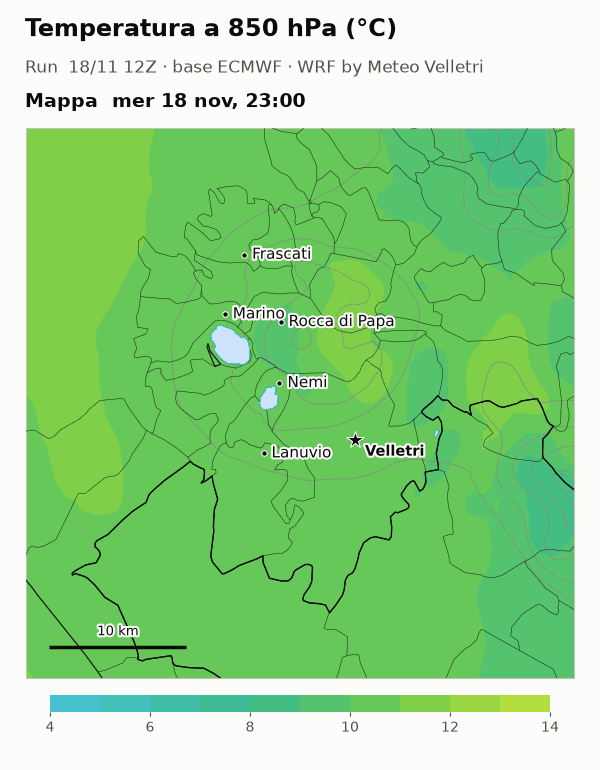 Temperatura a 850 hPa (°C)
Run  18/11 12Z · base ECMWF · WRF by Meteo Velletri
Mappa  mer 18 nov, 23:00
Frascati
Marino
Rocca di Papa
Nemi
Velletri
Lanuvio
10 km
4 6 8 10 12 14